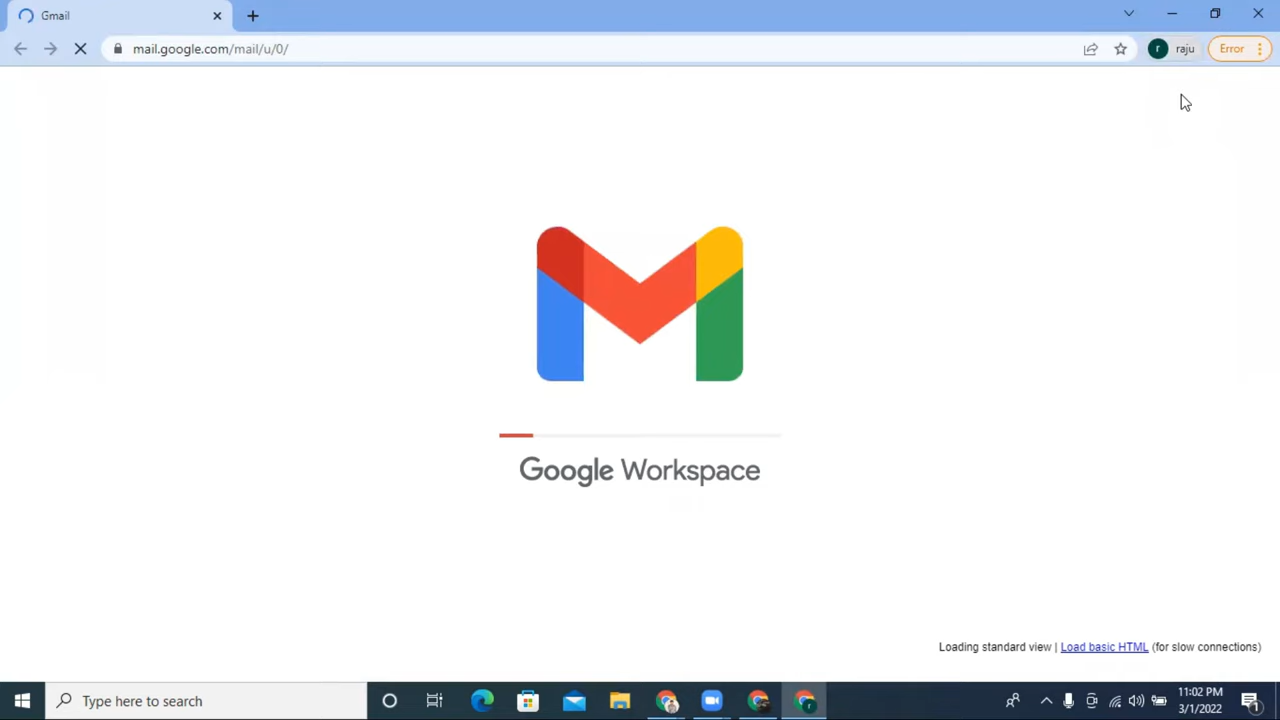 Gmail
mail.google.com/mail/u/0/
r
raju
Error
Google Workspace
Loading standard view | Load basic HTML (for slow connections)
Type here to search
r
11:02 PM
3/1/2022
1